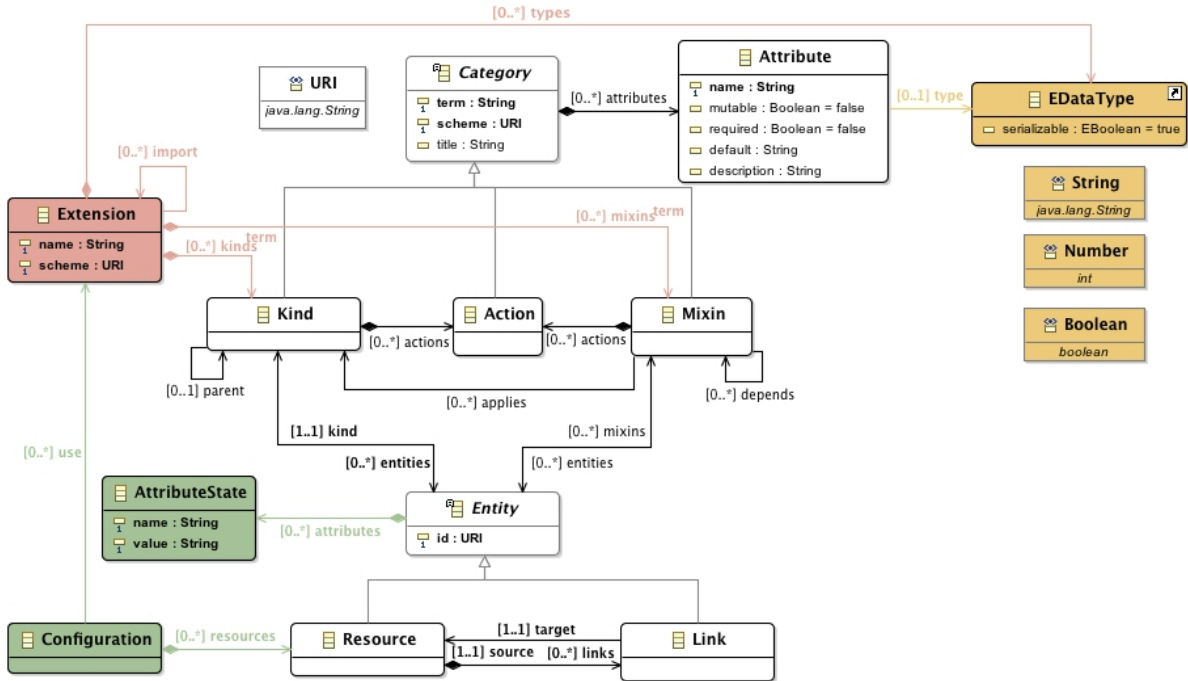 [0..*] types
URI
java.lang.String
Category
term : String
scheme : URI
title : String
[0..*] attributes
Attribute
name : String
mutable : Boolean = false
required : Boolean = false
default : String
description : String
[0..1] type
EDataType
serializable : EBoolean = true
String
java.lang.String
Number
int
Boolean
boolean
[0..*] import
Extension
name : String
scheme : URI
[0..*] mixins
term
[0..*] kinds
term
Kind
Action
Mixin
[0..*] actions
[0..*] actions
[0..1] parent
[0..*] applies
[0..*] depends
[1..1] kind
[0..*] entities
[0..*] mixins
[0..*] entities
[0..*] use
AttributeState
name : String
value : String
[0..*] attributes
Entity
id : URI
Configuration
[0..*] resources
Resource
[1..1] target
[1..1] source
[0..*] links
Link